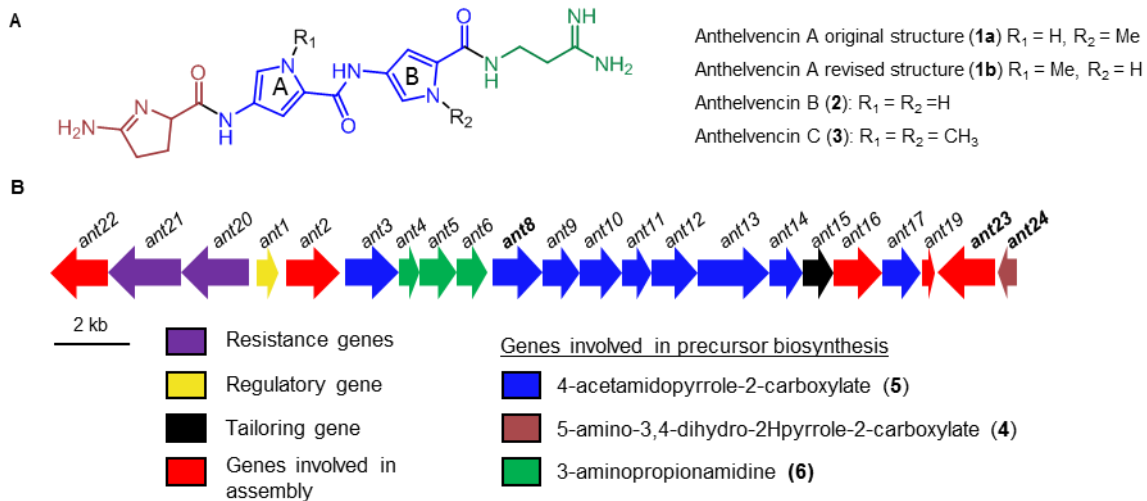 A
R1
N
A
O
H2N
N
O
N
H
O
HN
B
N
R2
O
N
H
NH
NH2
Anthelvencin A original structure (1a) R1 = H, R2 = Me
Anthelvencin A revised structure (1b) R1 = Me, R2 = H
Anthelvencin B (2): R1 = R2 =H
Anthelvencin C (3): R1 = R2 = CH3
B
ant22 ant21 ant20 ant1 ant2 ant3 ant4 ant5 ant6 ant8 ant9 ant10 ant11 ant12 ant13 ant14 ant15 ant16 ant17 ant19 ant23 ant24
2 kb
Resistance genes
Regulatory gene
Tailoring gene
Genes involved in
assembly
Genes involved in precursor biosynthesis
4-acetamidopyrrole-2-carboxylate (5)
5-amino-3,4-dihydro-2Hpyrrole-2-carboxylate (4)
3-aminopropionamidine (6)